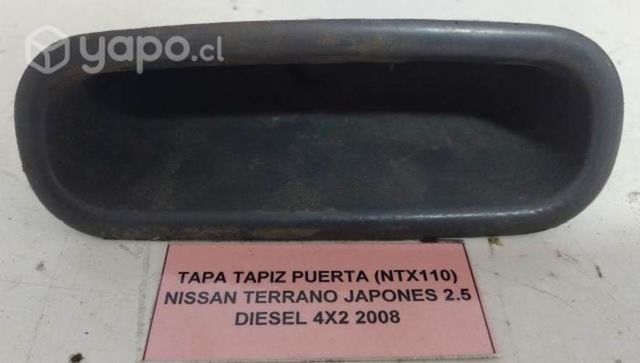 yapo.cl
TAPA TAPIZ PUERTA (NTX110)
NISSAN TERRANO JAPONES 2.5
DIESEL 4X2 2008